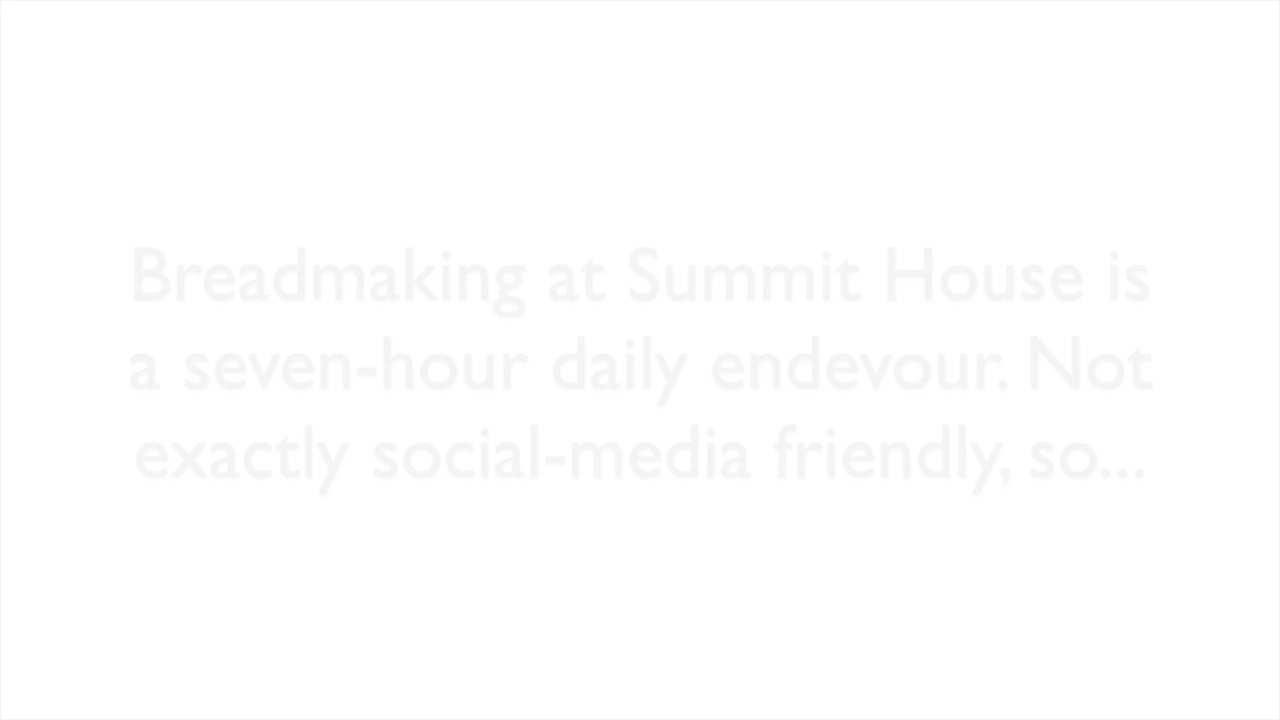 Breadmaking at Summit House is
a seven-hour daily endevour. Not
exactly social-media friendly, so...